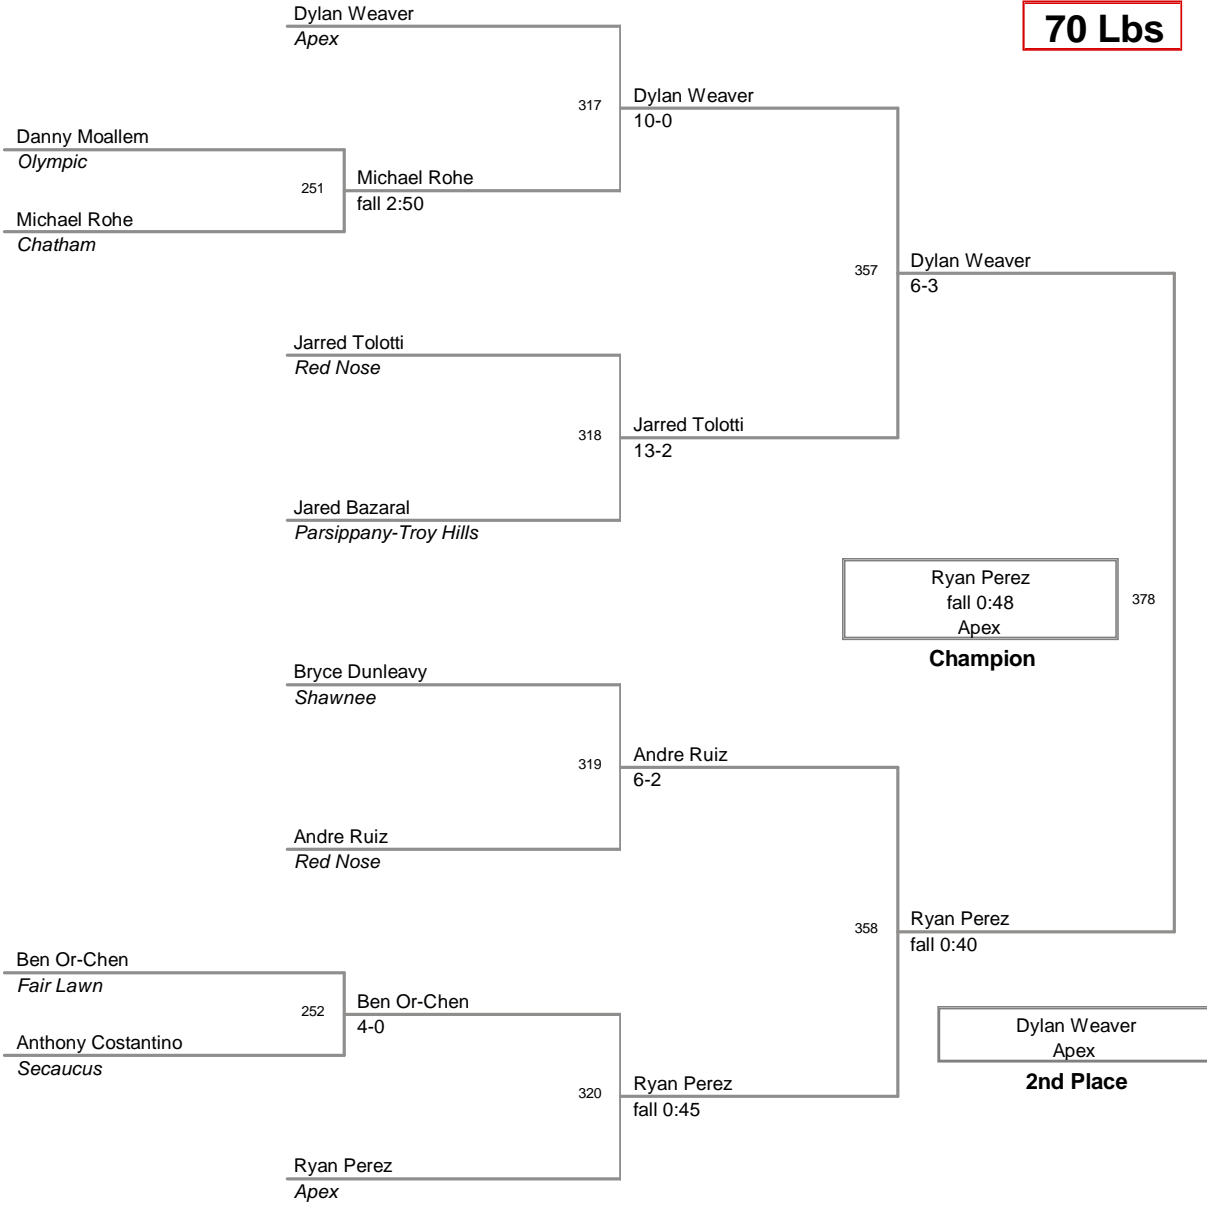 Dylan Weaver
Apex
70 Lbs
317
Dylan Weaver
10-0
Danny Moallem
Olympic
251
Michael Rohe
fall 2:50
Michael Rohe
Chatham
357
Dylan Weaver
6-3
Jarred Tolotti
Red Nose
318
Jarred Tolotti
13-2
Jared Bazaral
Parsippany-Troy Hills
Ryan Perez
fall 0:48
Apex
378
Champion
Bryce Dunleavy
Shawnee
319
Andre Ruiz
6-2
Andre Ruiz
Red Nose
358
Ryan Perez
fall 0:40
Ben Or-Chen
Fair Lawn
252
Ben Or-Chen
4-0
Anthony Costantino
Secaucus
Dylan Weaver
Apex
2nd Place
320
Ryan Perez
fall 0:45
Ryan Perez
Apex